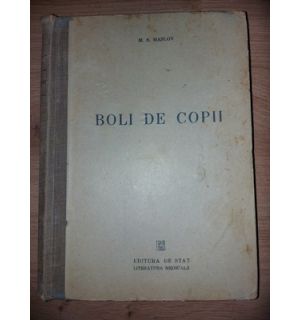 M. S. MASLOV
BOLI DE COPII
EDITURA DE STAT
LITERATURA MEDICALĂ